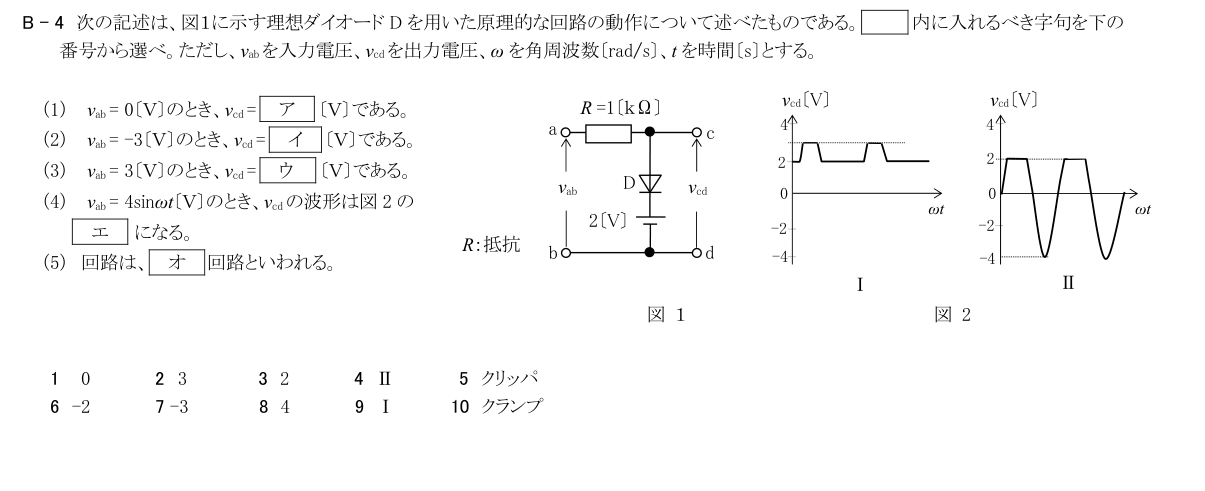 B－4 次の記述は、図1に示す理想ダイオード D を用いた原理的な回路の動作について述べたものである。□内に入れるべき字句を下の
番号から選べ。ただし、vabを入力電圧、vcdを出力電圧、ω を角周波数〔rad/s〕、t を時間〔s〕とする。
(1) vab = 0〔V〕のとき、vcd = ア 〔V〕である。
(2) vab = -3〔V〕のとき、vcd = イ 〔V〕である。
(3) vab = 3〔V〕のとき、vcd = ウ 〔V〕である。
(4) vab = 4sinωt〔V〕のとき、vcd の波形は図 2 の
エ になる。
(5) 回路は、 オ 回路といわれる。
R =1〔kΩ〕
a
c
vab
D
vcd
2〔V〕
b
d
R:抵抗
図 1
vcd〔V〕
4
2
0
-2
-4
ωt
Ⅰ
vcd〔V〕
4
2
0
-2
-4
ωt
Ⅱ
図 2
1 0 2 3 3 2 4 Ⅱ 5 クリッパ
6 -2 7 -3 8 4 9 Ⅰ 10 クランプ